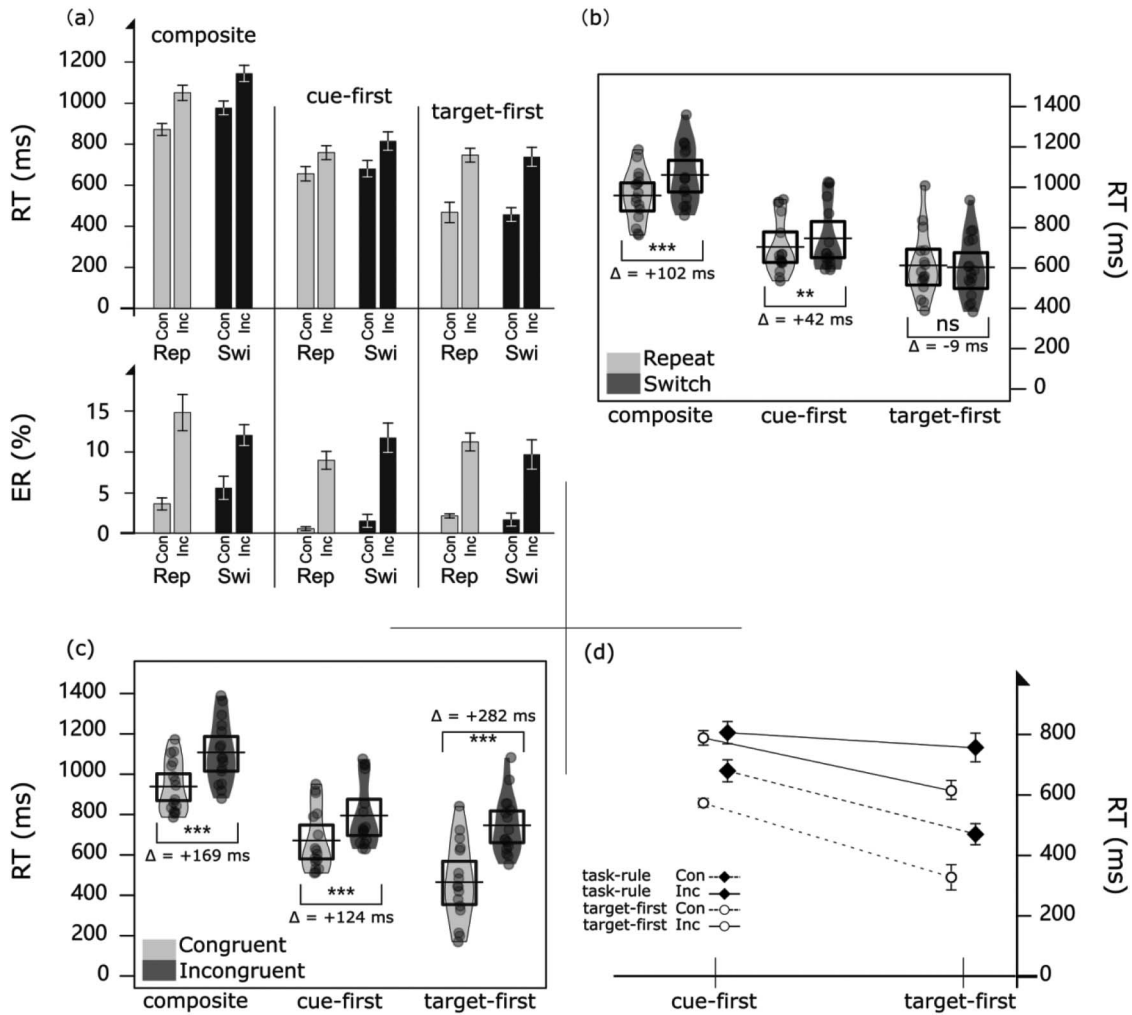 (a)
composite
cue-first
target-first
RT (ms)
1200
1000
800
600
400
200
0
Con Inc Con Inc Con Inc Con Inc Con Inc Con Inc
Rep Swi Rep Swi Rep Swi
ER (%)
15
10
5
0
Con Inc Con Inc Con Inc Con Inc Con Inc Con Inc
Rep Swi Rep Swi Rep Swi
(b)
1400
1200
1000
800
600
400
200
0
RT (ms)
***
Δ = +102 ms
**
Δ = +42 ms
ns
Δ = -9 ms
Repeat
Switch
composite cue-first target-first
(c)
RT (ms)
1400
1200
1000
800
600
400
200
0
***
Δ = +169 ms
***
Δ = +124 ms
Δ = +282 ms
***
Congruent
Incongruent
composite cue-first target-first
(d)
800
600
400
200
0
RT (ms)
task-rule Con
task-rule Inc
target-first Con
target-first Inc
cue-first target-first